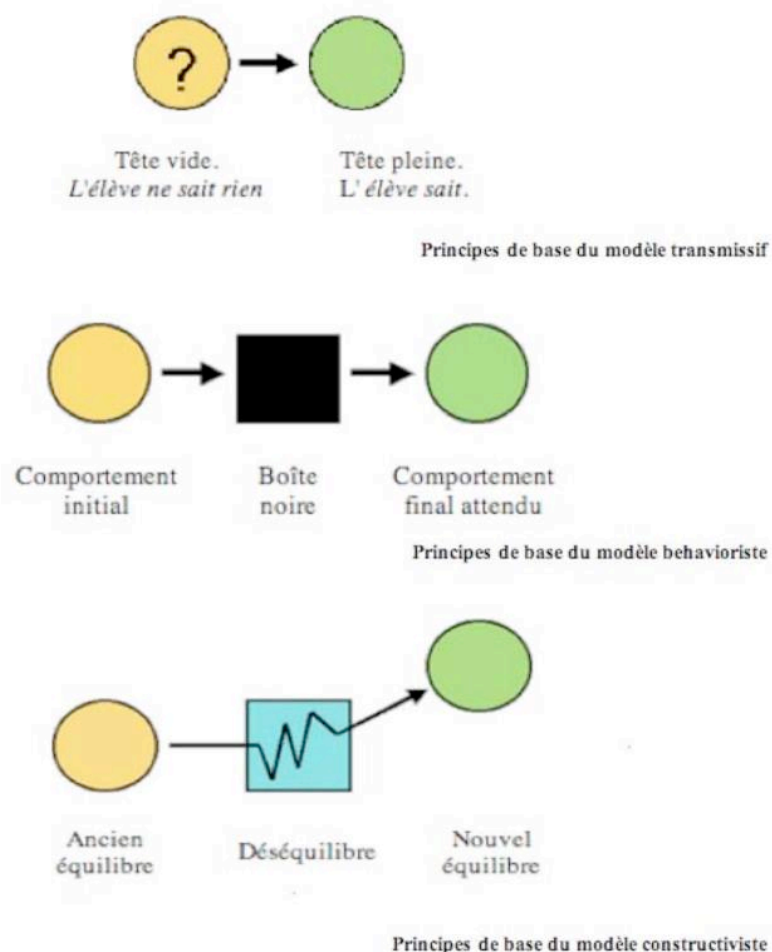 ?
Tête vide.
L'élève ne sait rien
Tête pleine.
L' élève sait.
Principes de base du modèle transmissif
Comportement
initial
Boîte
noire
Comportement
final attendu
Principes de base du modèle behavioriste
Ancien
équilibre
Déséquilibre
Nouvel
équilibre
Principes de base du modèle constructiviste